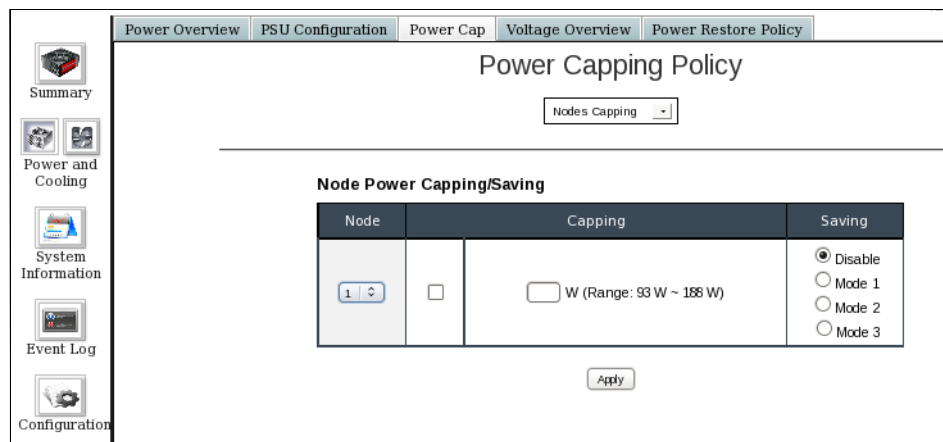 Power Overview
PSU Configuration
Power Cap
Voltage Overview
Power Restore Policy
Summary
Power and
Cooling
System
Information
Event Log
Configuration
Power Capping Policy
Nodes Capping
Node Power Capping/Saving
Node
Capping
Saving
1
W (Range: 93 W ~ 188 W)
Disable
Mode 1
Mode 2
Mode 3
Apply